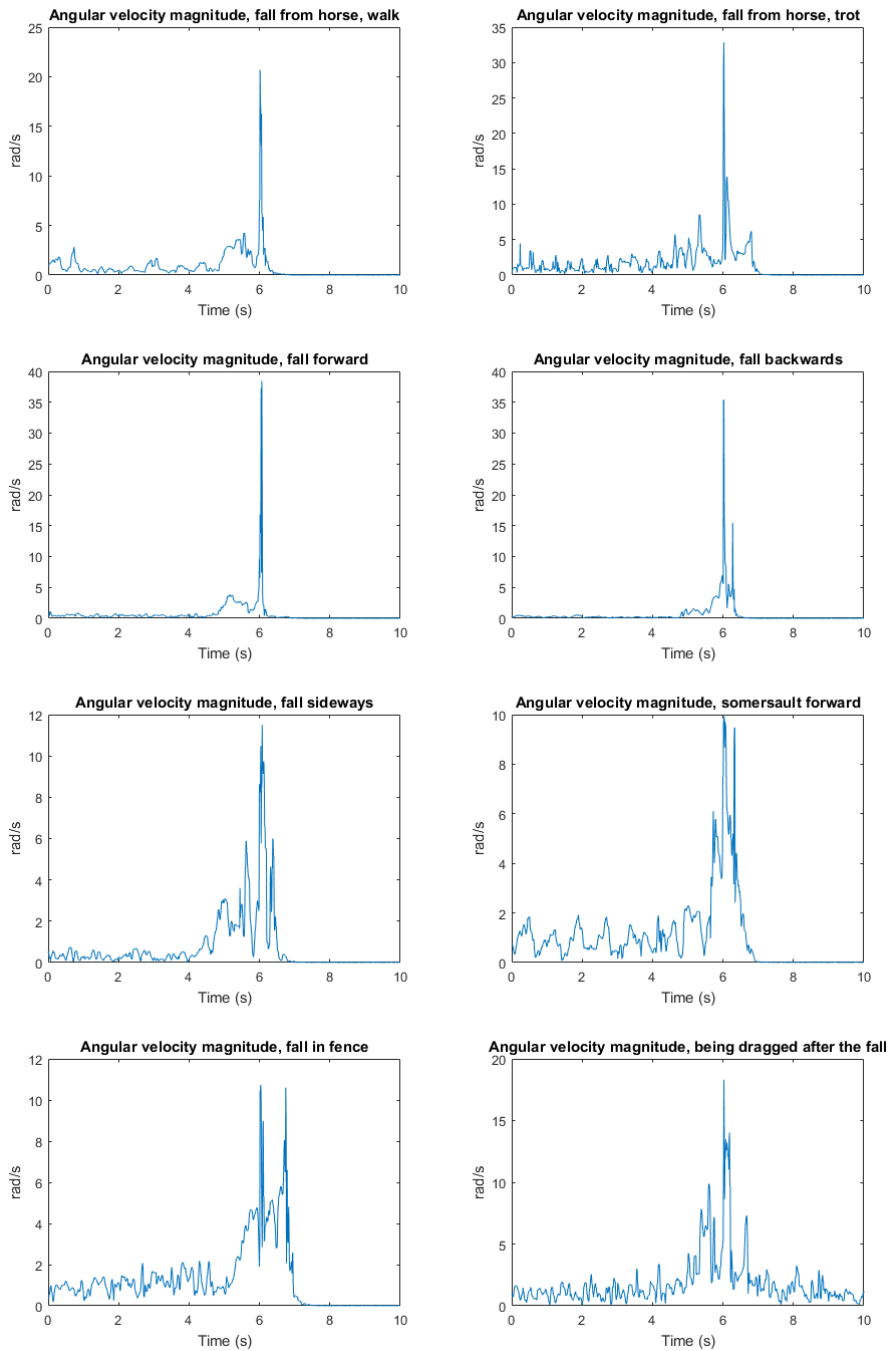 Angular velocity magnitude, fall from horse, walk
25
20
15
10
5
0
rad/s
0 2 4 6 8 10
Time (s)
Angular velocity magnitude, fall from horse, trot
35
30
25
20
15
10
5
0
rad/s
0 2 4 6 8 10
Time (s)
Angular velocity magnitude, fall forward
40
35
30
25
20
15
10
5
0
rad/s
0 2 4 6 8 10
Time (s)
Angular velocity magnitude, fall backwards
40
35
30
25
20
15
10
5
0
rad/s
0 2 4 6 8 10
Time (s)
Angular velocity magnitude, fall sideways
12
10
8
6
4
2
0
rad/s
0 2 4 6 8 10
Time (s)
Angular velocity magnitude, somersault forward
10
8
6
4
2
0
rad/s
0 2 4 6 8 10
Time (s)
Angular velocity magnitude, fall in fence
12
10
8
6
4
2
0
rad/s
0 2 4 6 8 10
Time (s)
Angular velocity magnitude, being dragged after the fall
20
15
10
5
0
rad/s
0 2 4 6 8 10
Time (s)